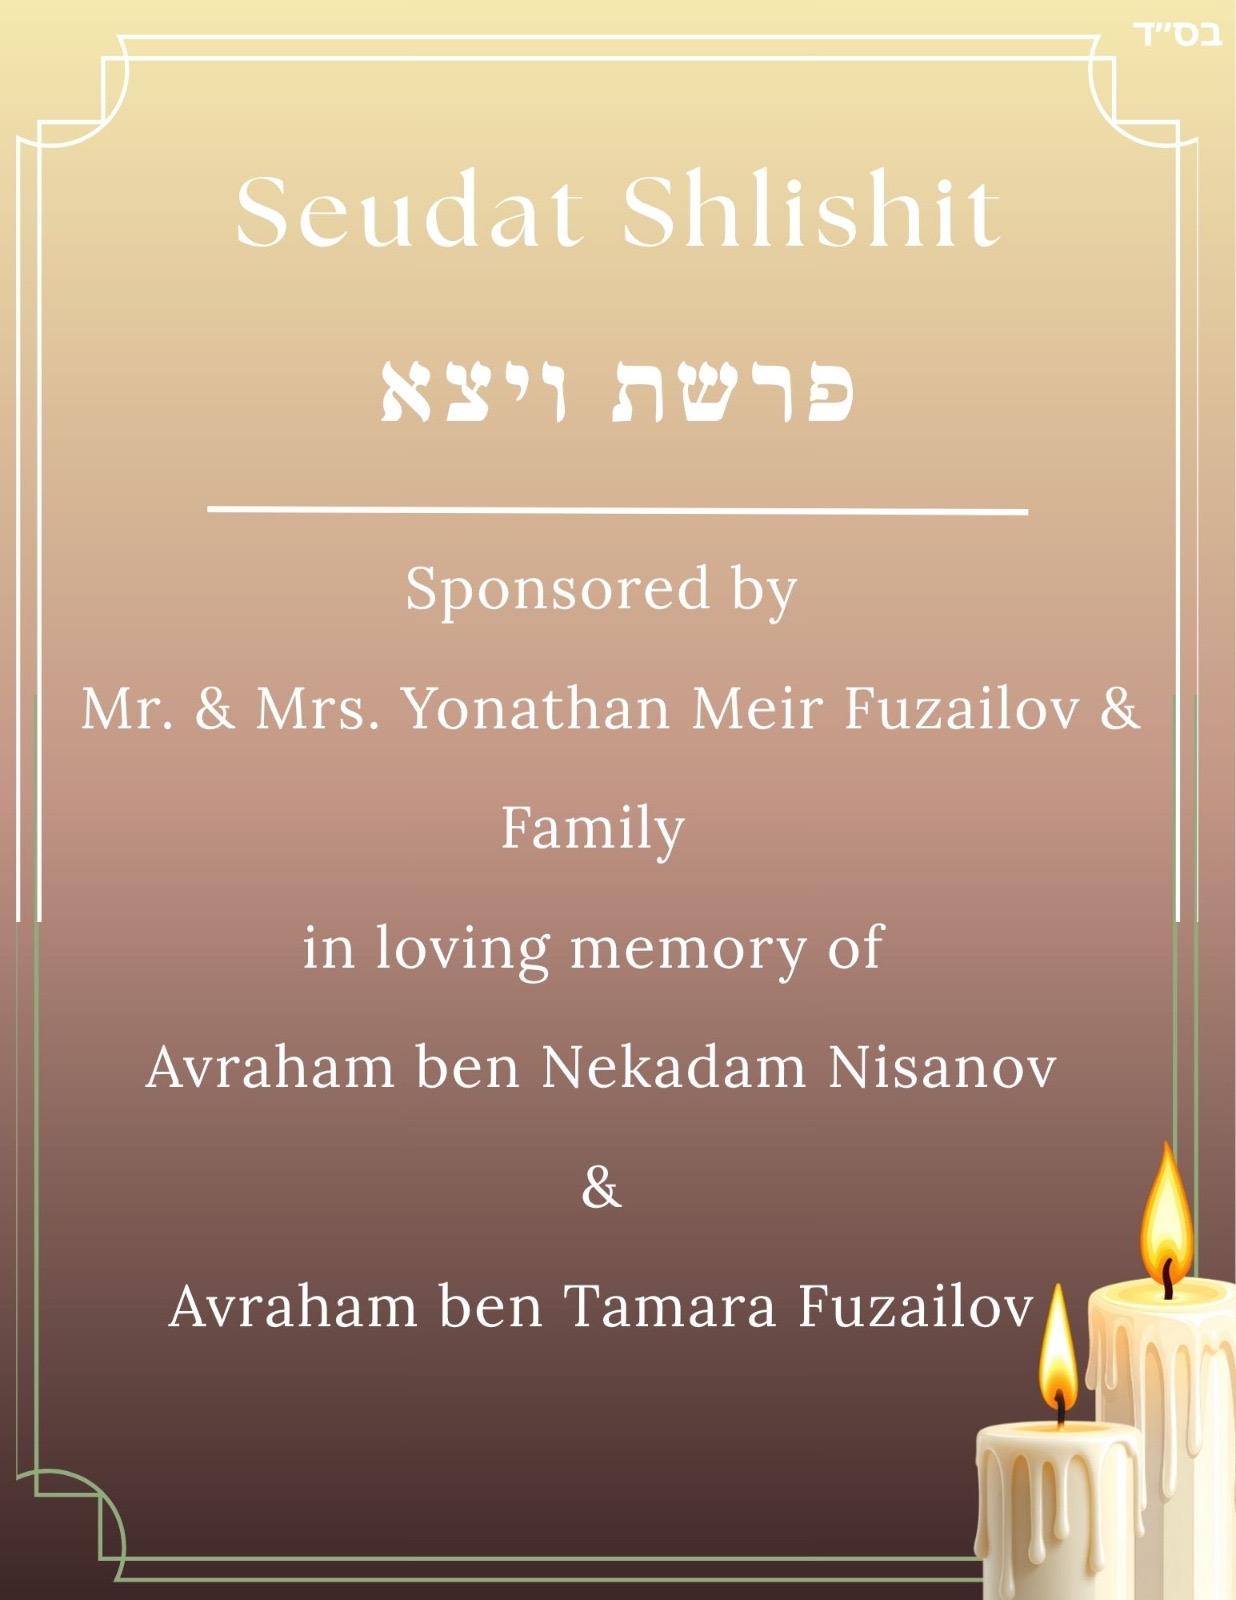 בס״ד
Seudat Shlishit
פרשת ויצא
Sponsored by
Mr. & Mrs. Yonathan Meir Fuzailov &
Family
in loving memory of
Avraham ben Nekadam Nisanov
&
Avraham ben Tamara Fuzailov